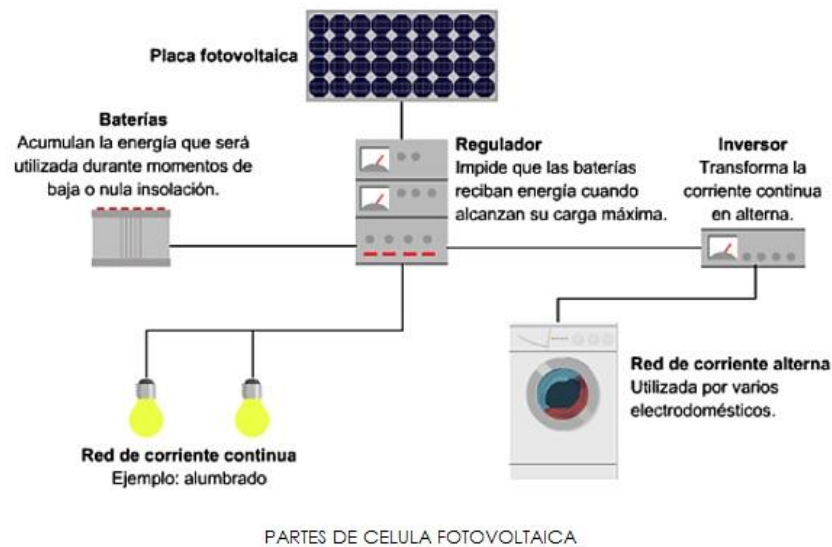 Placa fotovoltaica
Baterías
Acumulan la energía que será
utilizada durante momentos de
baja o nula insolación.
Regulador
Impide que las baterías
reciban energía cuando
alcanzan su carga máxima.
Inversor
Transforma la
corriente continua
en alterna.
Red de corriente alterna
Utilizada por varios
electrodomésticos.
Red de corriente continua
Ejemplo: alumbrado
PARTES DE CELULA FOTOVOLTAICA